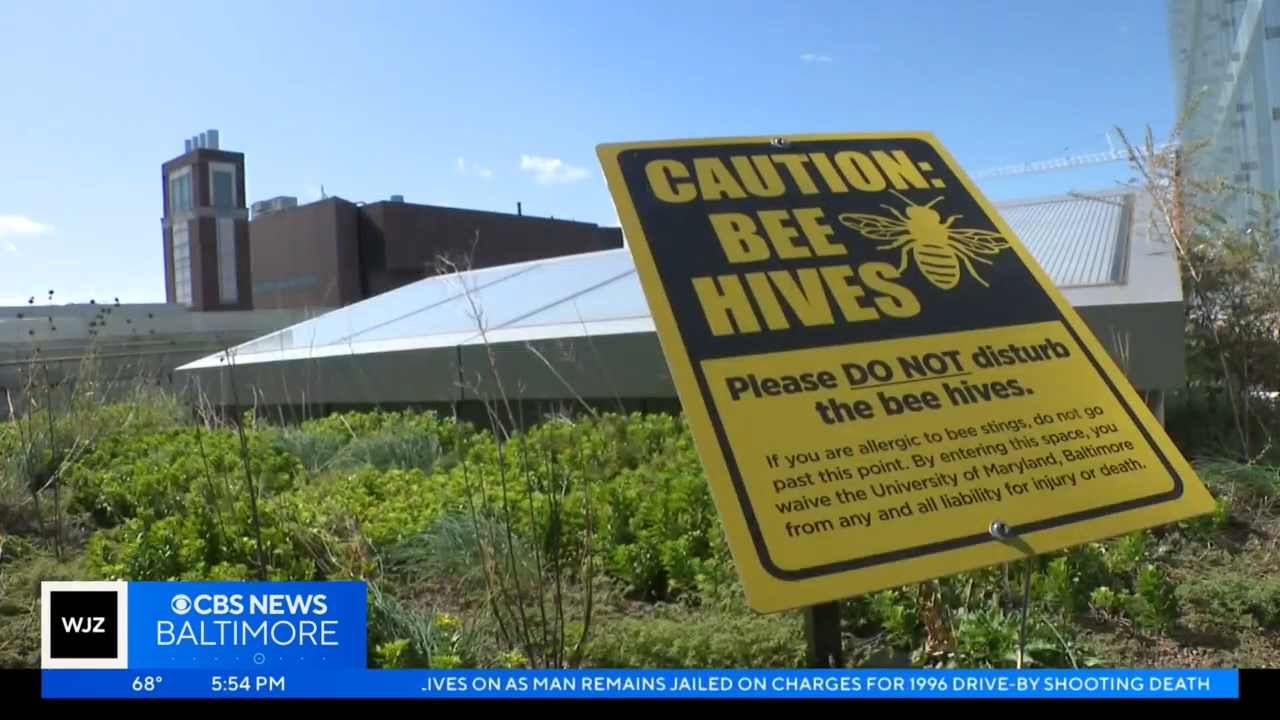 CAUTION:
BEE
HIVES
Please DO NOT disturb
the bee hives.
If you are allergic to bee stings, do not go
past this point. By entering this space, you
waive the University of Maryland, Baltimore
from any and all liability for injury or death.
WJZ
CBS NEWS
BALTIMORE
68° 5:54 PM IVES ON AS MAN REMAINS JAILED ON CHARGES FOR 1996 DRIVE-BY SHOOTING DEATH